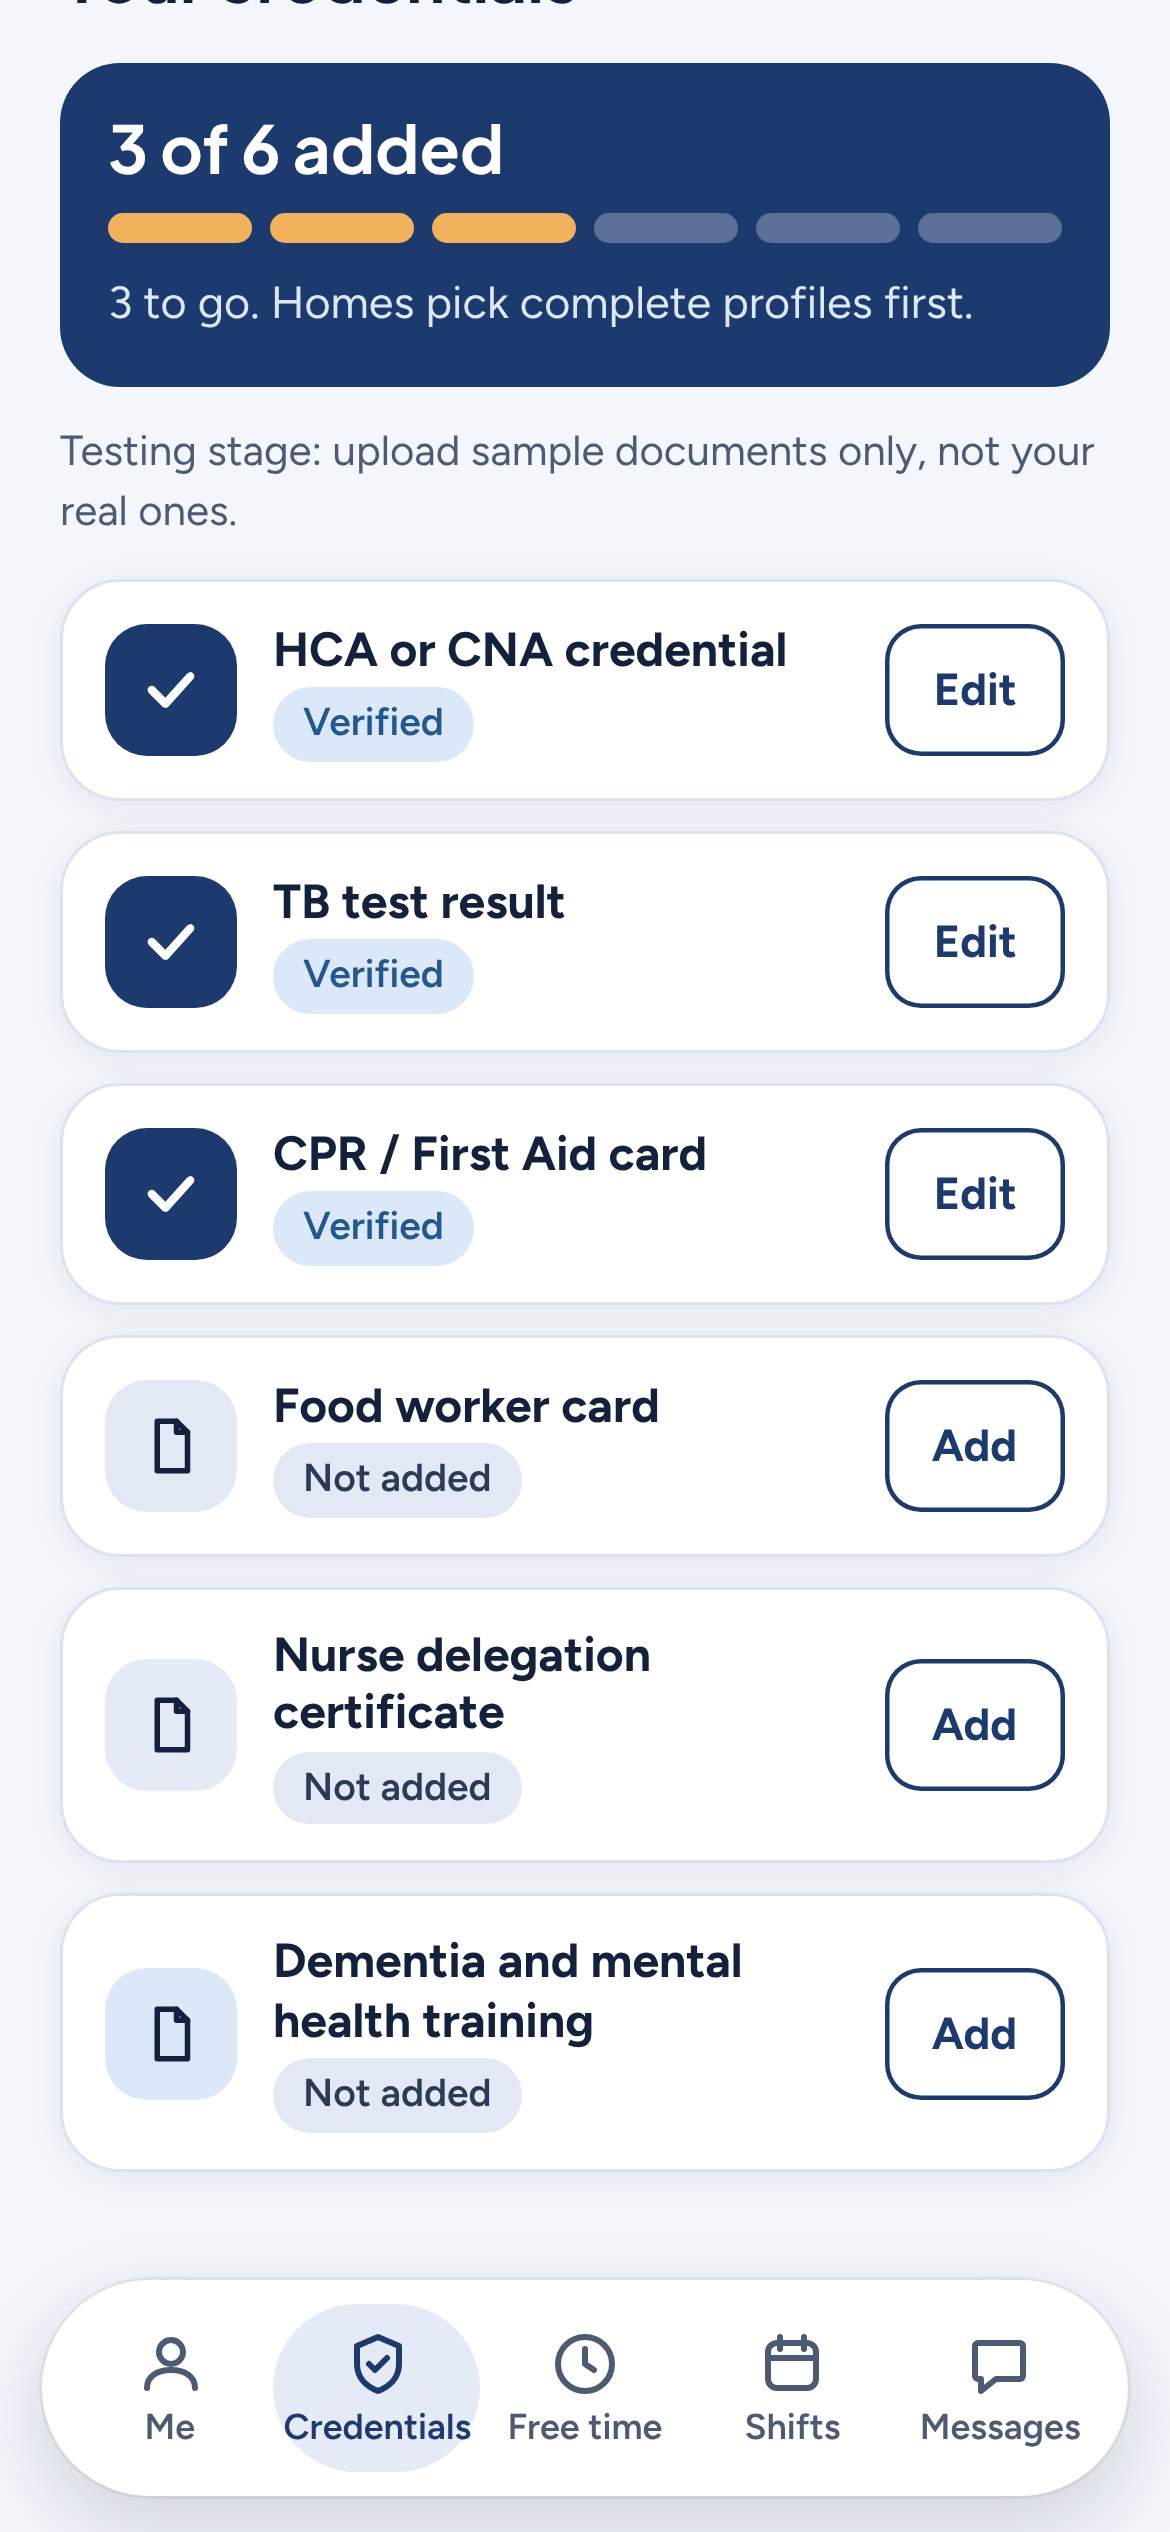 Your credentials
3 of 6 added
3 to go. Homes pick complete profiles first.
Testing stage: upload sample documents only, not your
real ones.
HCA or CNA credential
Verified
Edit
TB test result
Verified
Edit
CPR / First Aid card
Verified
Edit
Food worker card
Not added
Add
Nurse delegation
certificate
Not added
Add
Dementia and mental
health training
Not added
Add
Me
Credentials
Free time
Shifts
Messages